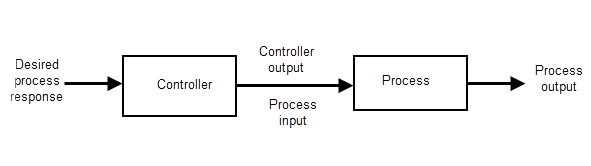 Desired
process
response
Controller
Controller
output
Process
input
Process
Process
output